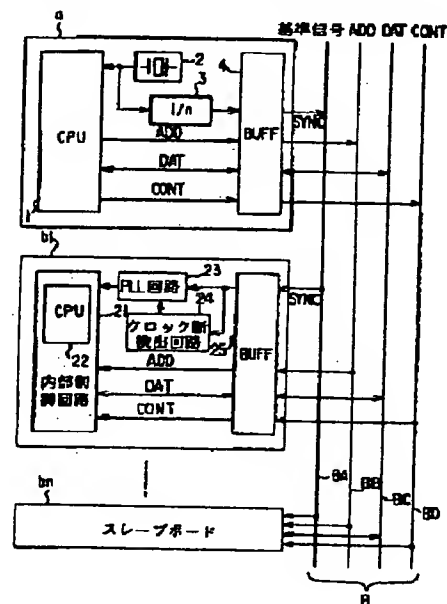 基準信号 ADD DAT CONT
a
2
4
3
1/n
CPU
BUFF
SYNC
ADD
DAT
CONT
1
b1
23
PLL回路
24
SYNC
CPU
21
クロック断
検出回路
25
BUFF
22
内部制御回路
ADD
DAT
CONT
bn
スレーブボード
BA
BB
BC
BD
B